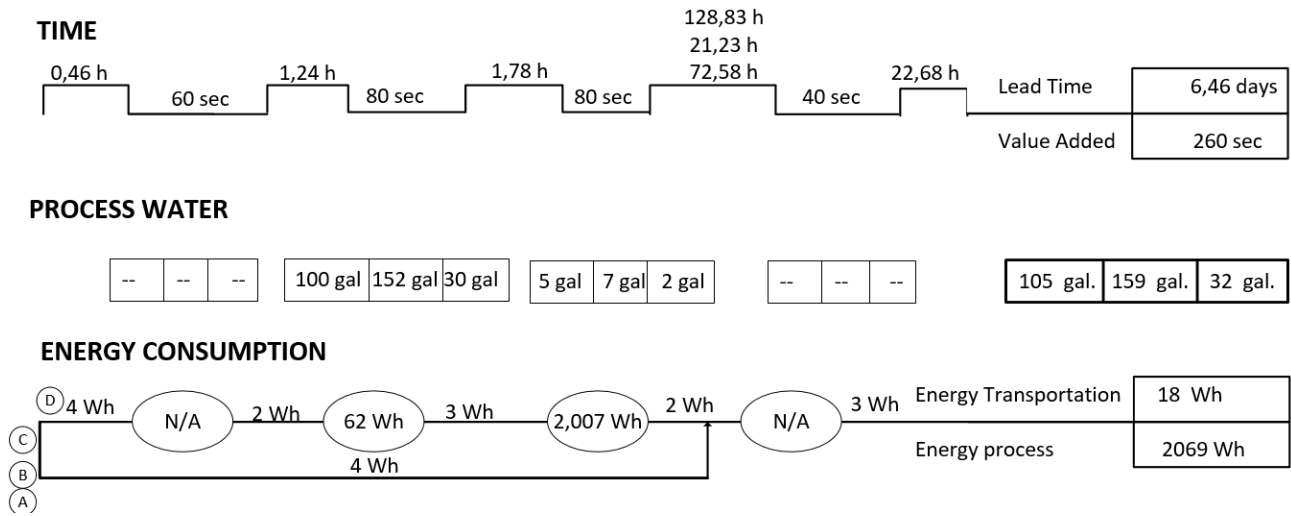 TIME
128,83 h
21,23 h
0,46 h 1,24 h 1,78 h 72,58 h 22,68 h
60 sec 80 sec 80 sec 40 sec
Lead Time 6,46 days
Value Added 260 sec
PROCESS WATER
-- -- -- 100 gal 152 gal 30 gal 5 gal 7 gal 2 gal -- -- -- 105 gal. 159 gal. 32 gal.
ENERGY CONSUMPTION
D 4 Wh N/A 2 Wh 62 Wh 3 Wh 2,007 Wh 2 Wh N/A 3 Wh Energy Transportation 18 Wh
C Energy process 2069 Wh
B 4 Wh
A